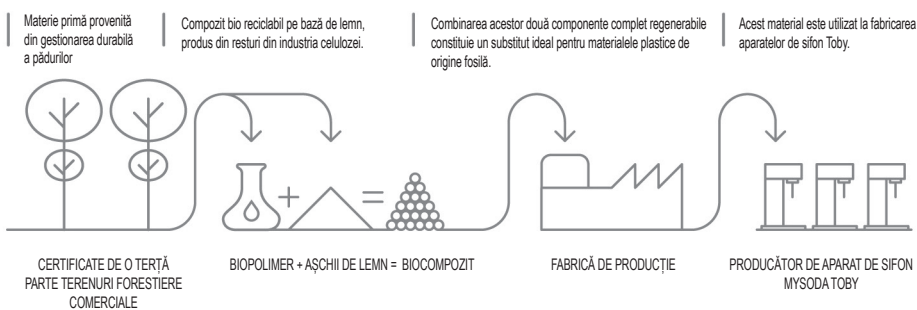 Materie primă provenită
din gestionarea durabilă
a pădurilor
Compozit bio reciclabil pe bază de lemn,
produs din resturi din industria celulozei.
Combinarea acestor două componente complet regenerabile
constituie un substitut ideal pentru materialele plastice de
origine fosilă.
Acest material este utilizat la fabricarea
aparatelor de sifon Toby.
+
=
CERTIFICATE DE O TERȚĂ
PARTE TERENURI FORESTIERE
COMERCIALE
BIOPOLIMER + AȘCHII DE LEMN = BIOCOMPOZIT
FABRICĂ DE PRODUCȚIE
PRODUCĂTOR DE APARAT DE SIFON
MYSODA TOBY